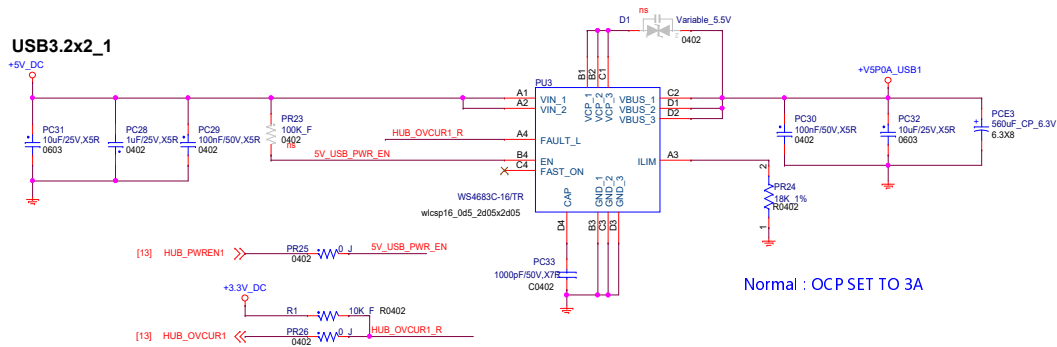 ns
D1
Variable_5.5V
0402
USB3.2x2_1
+5V_DC
+V5P0A_USB1
B1
B2
C1
PU3
A1
VIN_1
A2
VIN_2
VCP_1
VCP_2
VCP_3
VBUS_1
C2
VBUS_2
D1
VBUS_3
D2
PC31
10uF/25V,X5R
0603
PC28
1uF/25V,X5R
0402
PC29
100nF/50V,X5R
0402
PR23
100K_F
0402
ns
HUB_OVCUR1_R
A4
FAULT_L
5V_USB_PWR_EN
B4
EN
C4
FAST_ON
ILIM
A3
PC30
100nF/50V,X5R
0402
PC32
10uF/25V,X5R
0603
PCE3
560uF_CP_6.3V
6.3X8
+
CAP
GND_1
GND_2
GND_3
WS4683C-16/TR
wlcsp16_0d5_2d05x2d05
D4
B3
C3
D3
2
PR24
18K_1%
R0402
1
[13] HUB_PWREN1
PR25
0_J
0402
5V_USB_PWR_EN
PC33
1000pF/50V,X7R
C0402
Normal : OCP SET TO 3A
+3.3V_DC
R1
10K_F
R0402
[13] HUB_OVCUR1
PR26
0_J
0402
HUB_OVCUR1_R